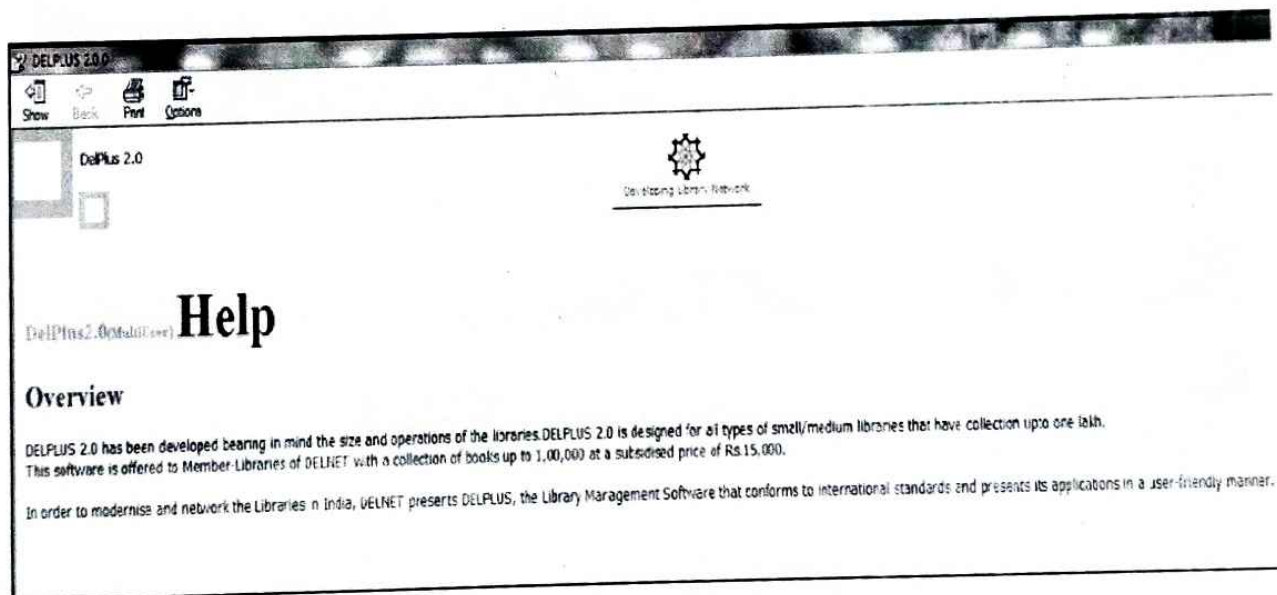 DELPLUS 2.0.0
Show Back Print Options
DelPlus 2.0
Developing Library Network
DelPlus2.0(MultiUser) Help
Overview
DELPLUS 2.0 has been developed bearing in mind the size and operations of the libraries.DELPLUS 2.0 is designed for all types of small/medium libraries that have collection upto one lakh.
This software is offered to Member-Libraries of DELNET with a collection of books up to 1,00,000 at a subsidised price of Rs.15,000.
In order to modernise and network the Libraries in India, DELNET presents DELPLUS, the Library Management Software that conforms to international standards and presents its applications in a user-friendly manner.